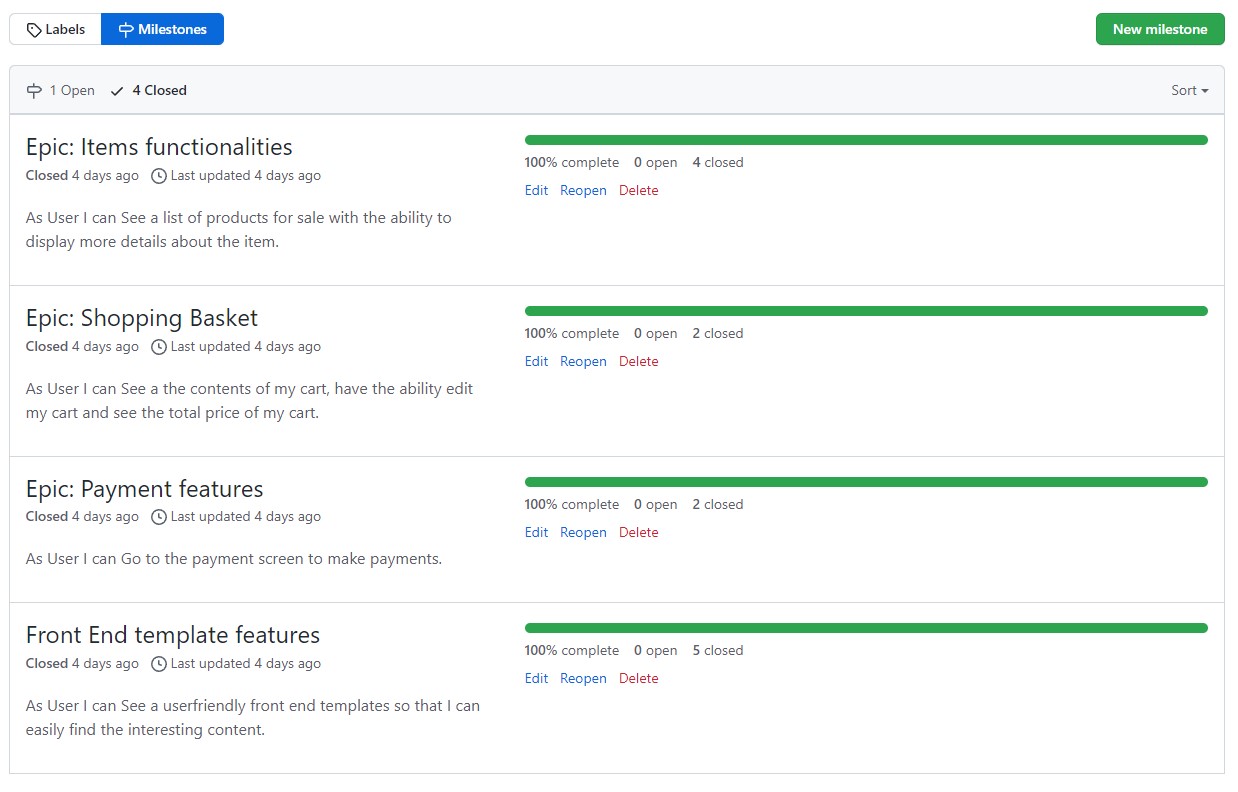 Labels Milestones New milestone
1 Open 4 Closed Sort
Epic: Items functionalities
100% complete 0 open 4 closed
Closed 4 days ago Last updated 4 days ago
Edit Reopen Delete
As User I can See a list of products for sale with the ability to
display more details about the item.
Epic: Shopping Basket
100% complete 0 open 2 closed
Closed 4 days ago Last updated 4 days ago
Edit Reopen Delete
As User I can See a the contents of my cart, have the ability edit
my cart and see the total price of my cart.
Epic: Payment features
100% complete 0 open 2 closed
Closed 4 days ago Last updated 4 days ago
Edit Reopen Delete
As User I can Go to the payment screen to make payments.
Front End template features
100% complete 0 open 5 closed
Closed 4 days ago Last updated 4 days ago
Edit Reopen Delete
As User I can See a userfriendly front end templates so that I can
easily find the interesting content.